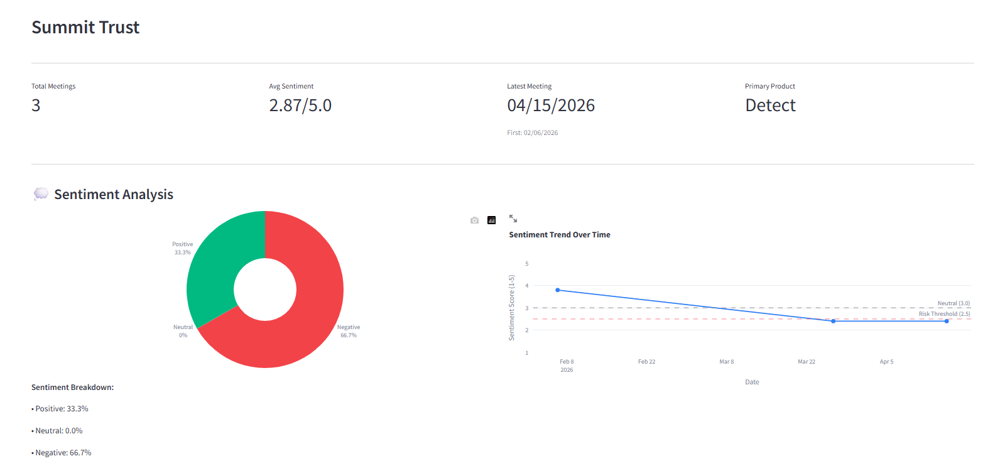 Summit Trust
Total Meetings
3
Avg Sentiment
2.87/5.0
Latest Meeting
04/15/2026
First: 02/06/2026
Primary Product
Detect
Sentiment Analysis
Positive
33.3%
Neutral
0%
Negative
66.7%
Sentiment Breakdown:
• Positive: 33.3%
• Neutral: 0.0%
• Negative: 66.7%
Sentiment Trend Over Time
Sentiment Score (1-5)
5
4
3
2
1
Neutral (3.0)
Risk Threshold (2.5)
Feb 8
2026
Feb 22
Mar 8
Mar 22
Apr 5
Date